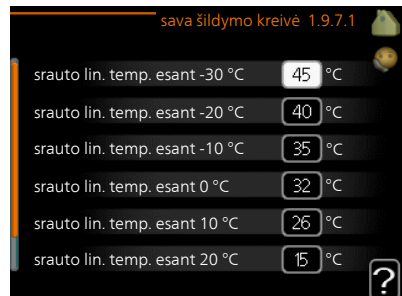 sava šildymo kreivė 1.9.7.1
srauto lin. temp. esant -30 °C 45 °C
srauto lin. temp. esant -20 °C 40 °C
srauto lin. temp. esant -10 °C 35 °C
srauto lin. temp. esant 0 °C 32 °C
srauto lin. temp. esant 10 °C 26 °C
srauto lin. temp. esant 20 °C 15 °C
?